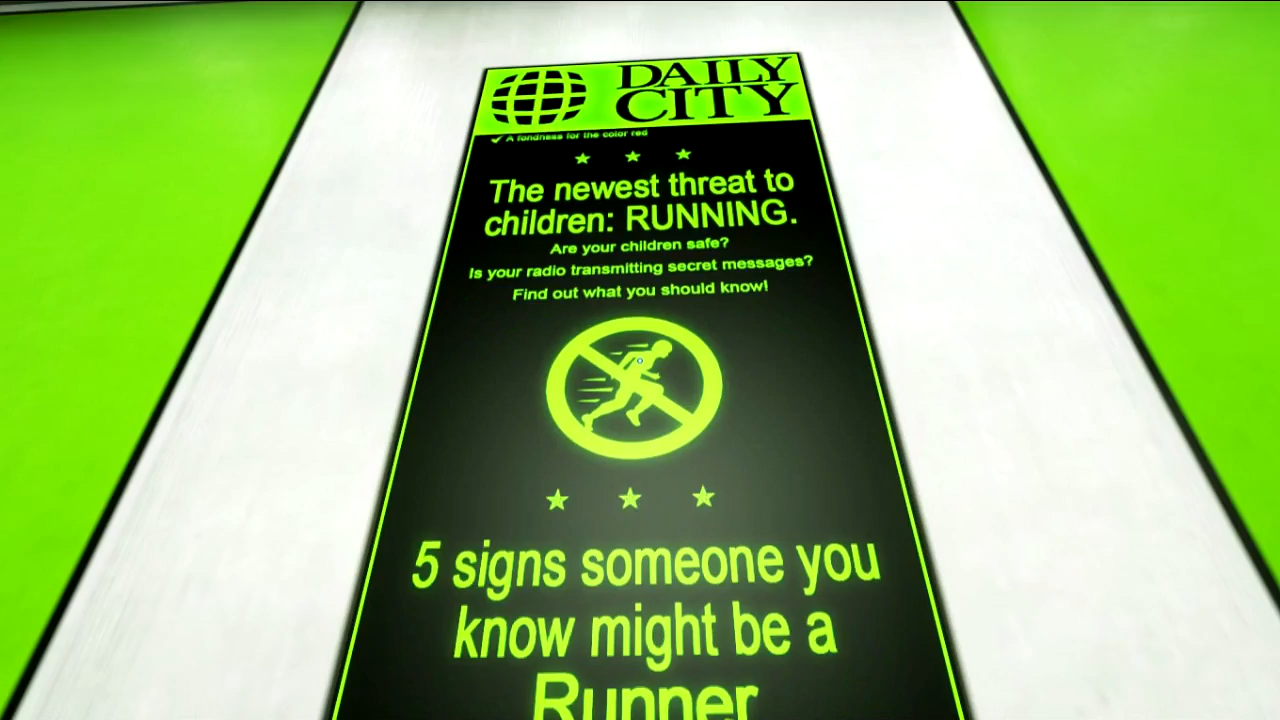 DAILY
CITY
✓ A fondness for the color red
The newest threat to
children: RUNNING.
Are your children safe?
Is your radio transmitting secret messages?
Find out what you should know!
5 signs someone you
know might be a
Runner